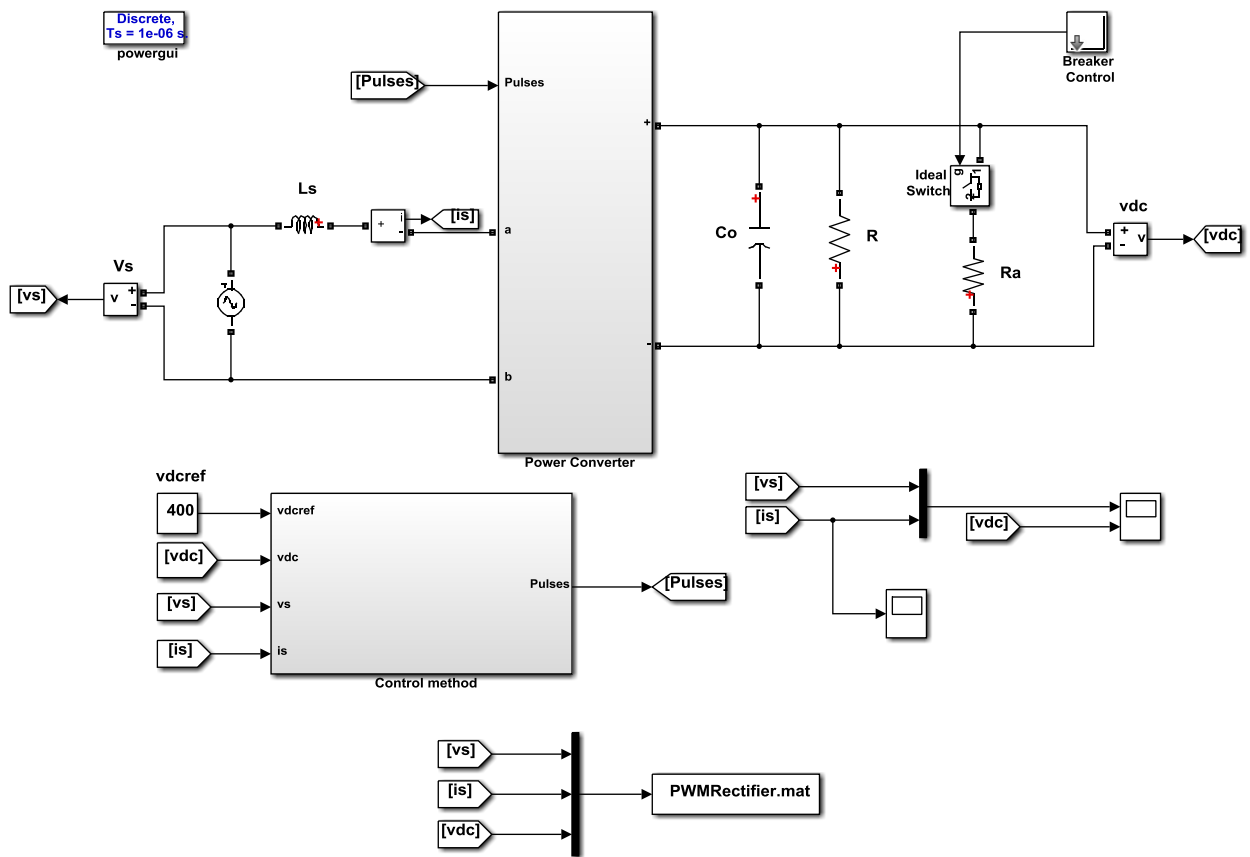 Discrete,
Ts = 1e-06 s.
powergui
[Pulses]
Pulses
+
Breaker
Control
g
1
2
Ideal
Switch
Ls
+
i
-
[is]
a
Vs
[vs]
v
+
-
b
-
Power Converter
+
Co
R
+
Ra
+
vdc
+
-
v
[vdc]
vdcref
400
vdcref
[vdc]
vdc
[vs]
vs
[is]
is
Pulses
[Pulses]
Control method
[vs]
[is]
[vdc]
[vs]
[is]
[vdc]
PWMRectifier.mat